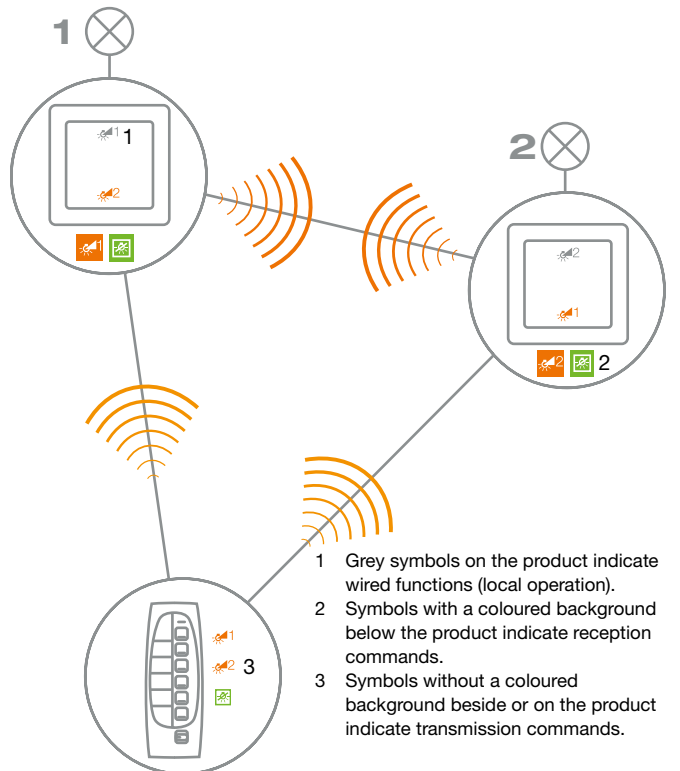 1
1 1
2
2
2
1
1
2 2
1
2 3
1 Grey symbols on the product indicate
wired functions (local operation).
2 Symbols with a coloured background
below the product indicate reception
commands.
3 Symbols without a coloured
background beside or on the product
indicate transmission commands.